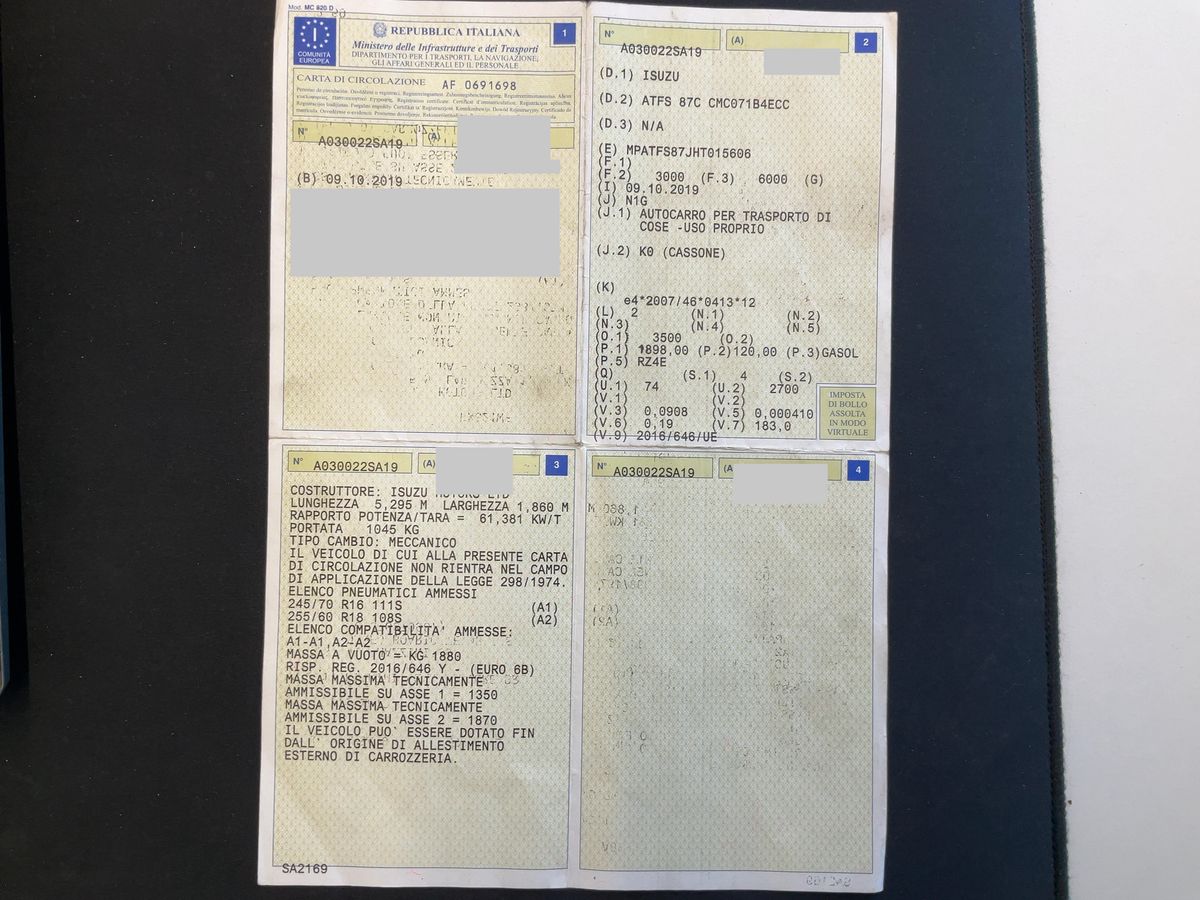 Mod. MC 820 D
REPUBBLICA ITALIANA
1
Ministero delle Infrastrutture e dei Trasporti
DIPARTIMENTO PER I TRASPORTI, LA NAVIGAZIONE,
GLI AFFARI GENERALI ED IL PERSONALE
I
COMUNITÀ
EUROPEA
CARTA DI CIRCOLAZIONE AF 0691698
N° A030022SA19 (A)
(B) 09.10.2019
N° A030022SA19 (A) 2
(D.1) ISUZU
(D.2) ATFS 87C CMC071B4ECC
(D.3) N/A
(E) MPATFS87JHT015606
(F.1)
(F.2) 3000 (F.3) 6000 (G)
(I) 09.10.2019
(J) N1G
(J.1) AUTOCARRO PER TRASPORTO DI
COSE -USO PROPRIO
(J.2) K0 (CASSONE)
(K)
e4*2007/46*0413*12
(L) 2 (N.1) (N.2)
(N.3) (N.4) (N.5)
(O.1) 3500 (O.2)
(P.1) 1898,00 (P.2)120,00 (P.3)GASOL
(P.5) RZ4E
(Q) (S.1) 4 (S.2)
(U.1) 74 (U.2) 2700
(V.1) (V.2)
(V.3) 0,0908 (V.5) 0,000410
(V.6) 0,19 (V.7) 183,0
(V.9) 2016/646/UE
IMPOSTA
DI BOLLO
ASSOLTA
IN MODO
VIRTUALE
N° A030022SA19 (A) 3
COSTRUTTORE: ISUZU MOTORS LTD
LUNGHEZZA 5,295 M LARGHEZZA 1,860 M
RAPPORTO POTENZA/TARA = 61,381 KW/T
PORTATA 1045 KG
TIPO CAMBIO: MECCANICO
IL VEICOLO DI CUI ALLA PRESENTE CARTA
DI CIRCOLAZIONE NON RIENTRA NEL CAMPO
DI APPLICAZIONE DELLA LEGGE 298/1974.
ELENCO PNEUMATICI AMMESSI
245/70 R16 111S (A1)
255/60 R18 108S (A2)
ELENCO COMPATIBILITA` AMMESSE:
A1-A1,A2-A2
MASSA A VUOTO = KG 1880
RISP. REG. 2016/646 Y - (EURO 6B)
MASSA MASSIMA TECNICAMENTE
AMMISSIBILE SU ASSE 1 = 1350
MASSA MASSIMA TECNICAMENTE
AMMISSIBILE SU ASSE 2 = 1870
IL VEICOLO PUO` ESSERE DOTATO FIN
DALL` ORIGINE DI ALLESTIMENTO
ESTERNO DI CARROZZERIA.
SA2169
N° A030022SA19 (A 4